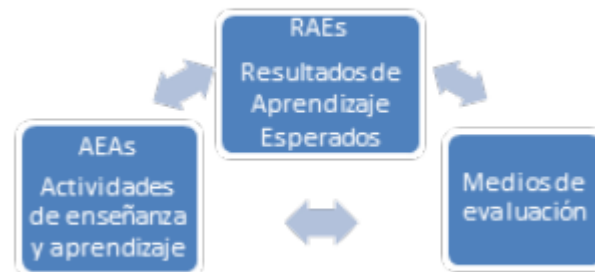 RAEs
Resultados de
Aprendizaje
Esperados
AEAs
Actividades
de enseñanza
y aprendizaje
Medios de
evaluación